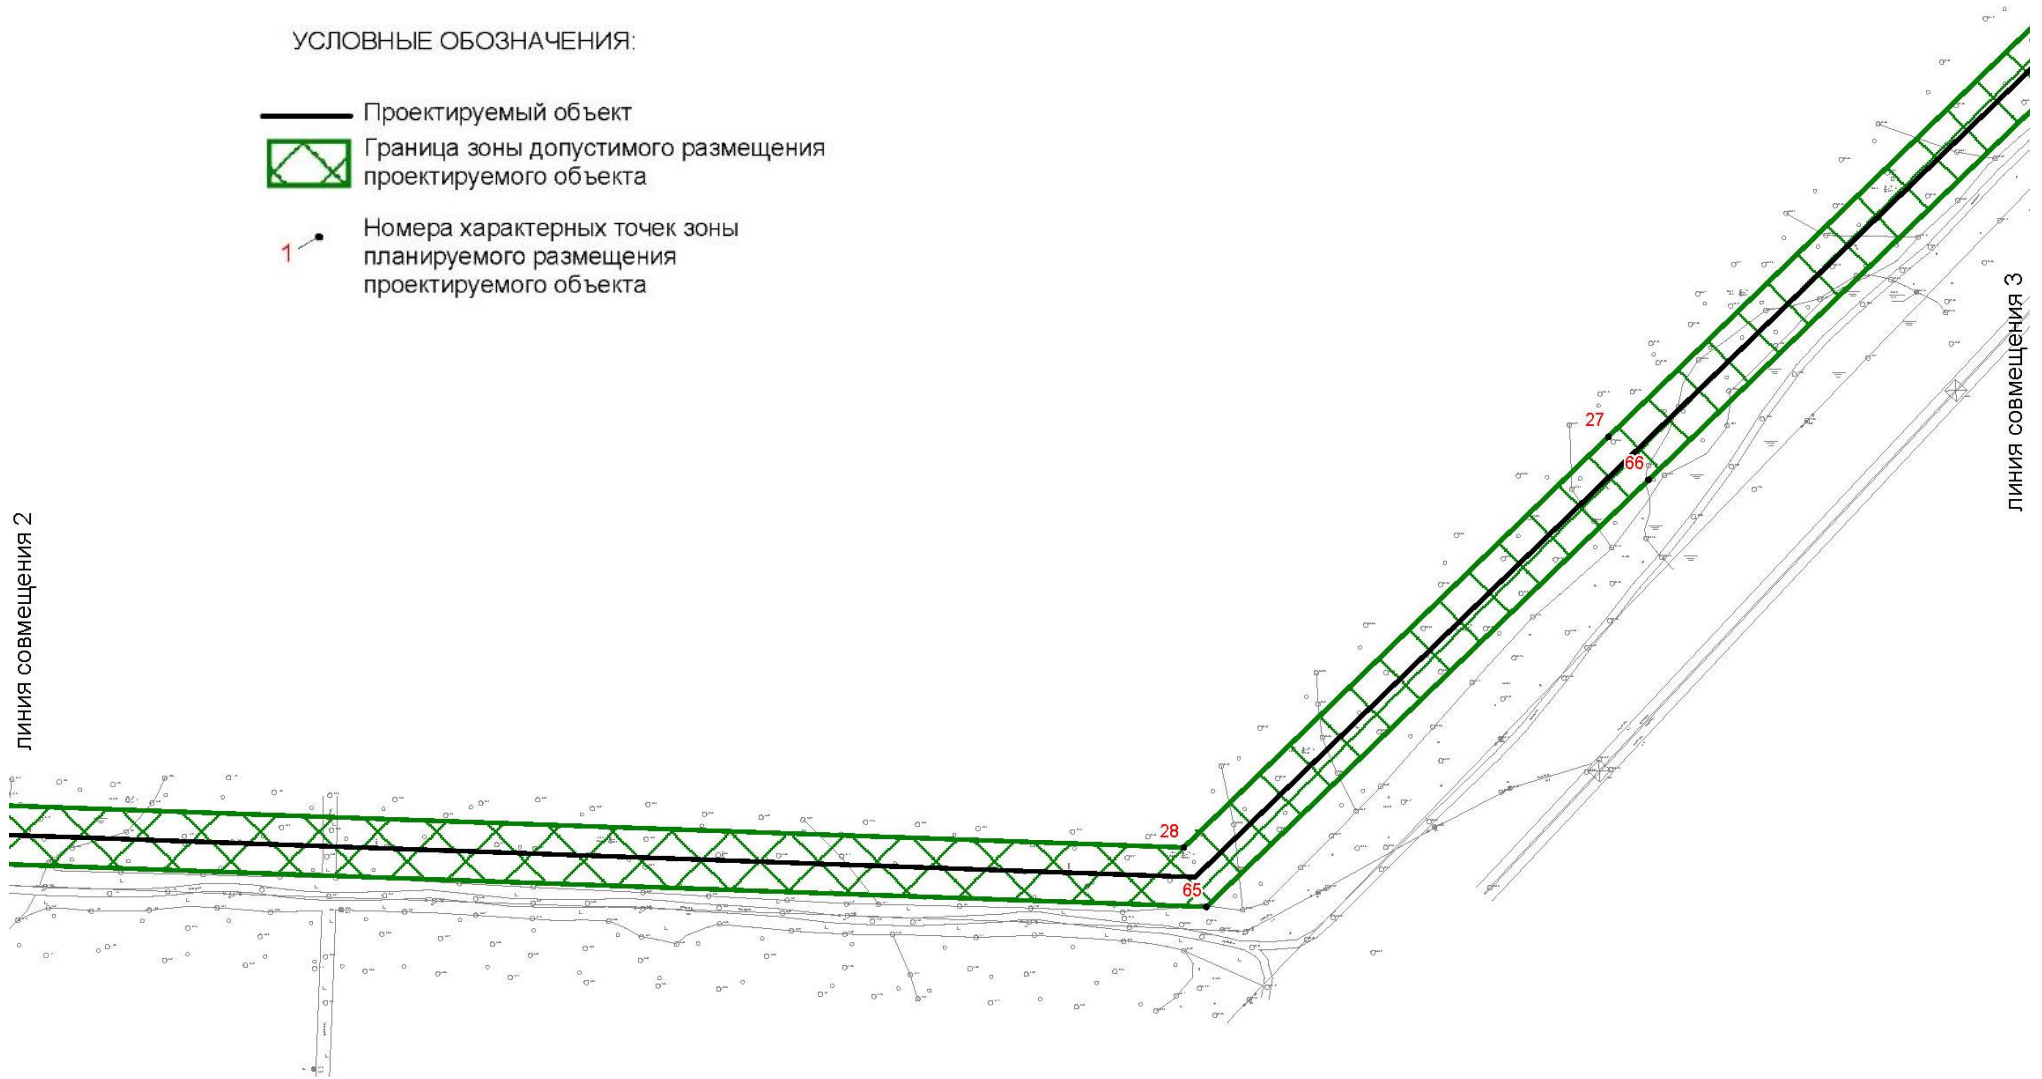 УСЛОВНЫЕ ОБОЗНАЧЕНИЯ:
Проектируемый объект
Граница зоны допустимого размещения
проектируемого объекта
1
Номера характерных точек зоны
планируемого размещения
проектируемого объекта
27
66
28
65
линия совмещения 2
линия совмещения 3